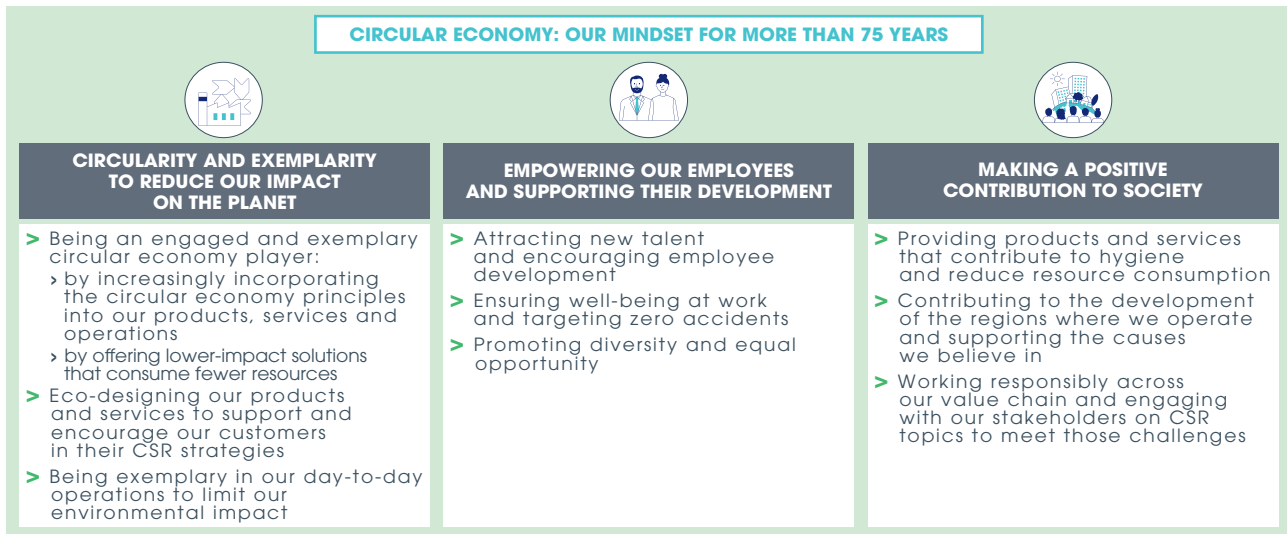 CIRCULAR ECONOMY: OUR MINDSET FOR MORE THAN 75 YEARS
CIRCULARITY AND EXEMPLARITY
TO REDUCE OUR IMPACT
ON THE PLANET
> Being an engaged and exemplary
circular economy player:
› by increasingly incorporating
the circular economy principles
into our products, services and
operations
› by offering lower-impact solutions
that consume fewer resources
> Eco-designing our products
and services to support and
encourage our customers
in their CSR strategies
> Being exemplary in our day-to-day
operations to limit our
environmental impact
EMPOWERING OUR EMPLOYEES
AND SUPPORTING THEIR DEVELOPMENT
> Attracting new talent
and encouraging employee
development
> Ensuring well-being at work
and targeting zero accidents
> Promoting diversity and equal
opportunity
MAKING A POSITIVE
CONTRIBUTION TO SOCIETY
> Providing products and services
that contribute to hygiene
and reduce resource consumption
> Contributing to the development
of the regions where we operate
and supporting the causes
we believe in
> Working responsibly across
our value chain and engaging
with our stakeholders on CSR
topics to meet those challenges